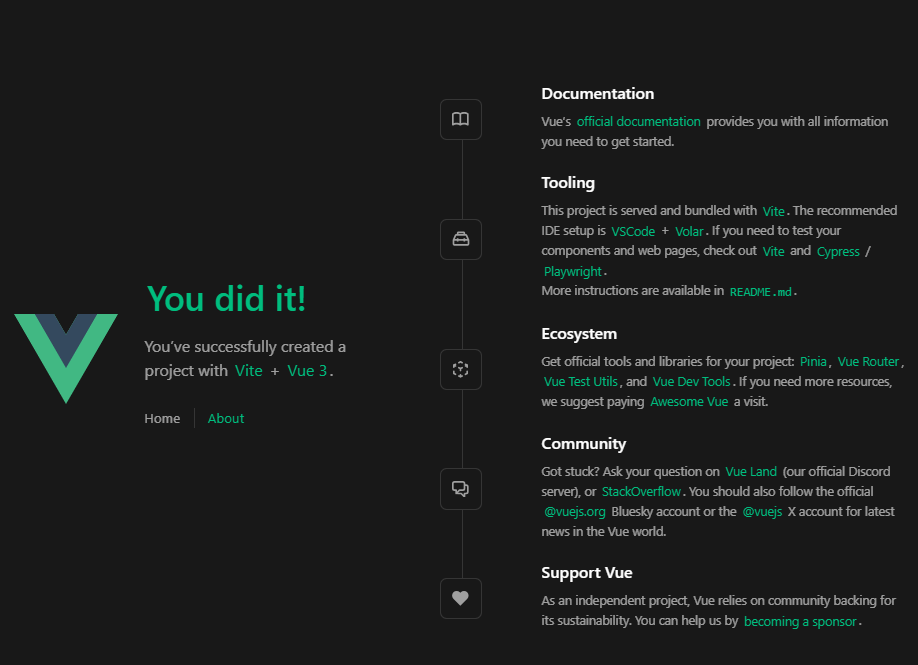 You did it!
You've successfully created a
project with Vite + Vue 3.
Home About
Documentation
Vue's official documentation provides you with all information
you need to get started.
Tooling
This project is served and bundled with Vite. The recommended
IDE setup is VSCode + Volar. If you need to test your
components and web pages, check out Vite and Cypress /
Playwright.
More instructions are available in README.md.
Ecosystem
Get official tools and libraries for your project: Pinia, Vue Router,
Vue Test Utils, and Vue Dev Tools. If you need more resources,
we suggest paying Awesome Vue a visit.
Community
Got stuck? Ask your question on Vue Land (our official Discord
server), or StackOverflow. You should also follow the official
@vuejs.org Bluesky account or the @vuejs X account for latest
news in the Vue world.
Support Vue
As an independent project, Vue relies on community backing for
its sustainability. You can help us by becoming a sponsor.